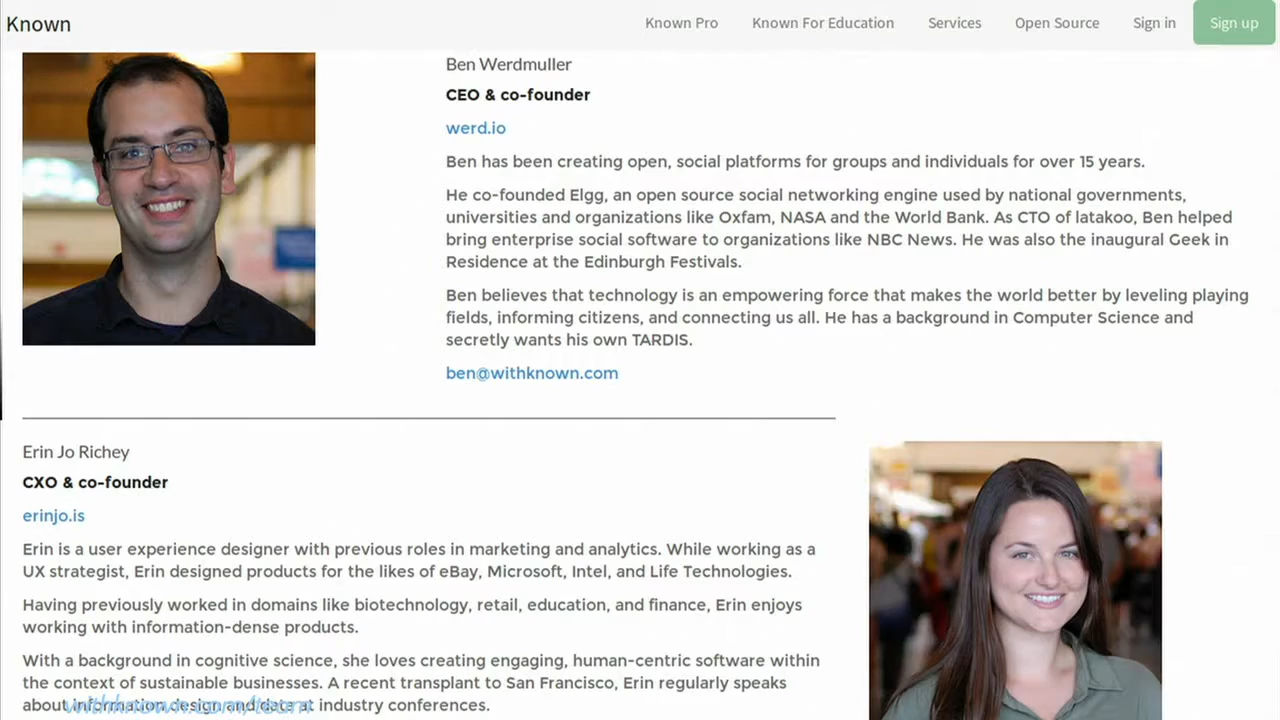 Known
Known Pro
Known For Education
Services
Open Source
Sign in
Sign up
Ben Werdmuller
CEO & co-founder
werd.io
Ben has been creating open, social platforms for groups and individuals for over 15 years.
He co-founded Elgg, an open source social networking engine used by national governments,
universities and organizations like Oxfam, NASA and the World Bank. As CTO of latakoo, Ben helped
bring enterprise social software to organizations like NBC News. He was also the inaugural Geek in
Residence at the Edinburgh Festivals.
Ben believes that technology is an empowering force that makes the world better by leveling playing
fields, informing citizens, and connecting us all. He has a background in Computer Science and
secretly wants his own TARDIS.
ben@withknown.com
Erin Jo Richey
CXO & co-founder
erinjo.is
Erin is a user experience designer with previous roles in marketing and analytics. While working as a
UX strategist, Erin designed products for the likes of eBay, Microsoft, Intel, and Life Technologies.
Having previously worked in domains like biotechnology, retail, education, and finance, Erin enjoys
working with information-dense products.
With a background in cognitive science, she loves creating engaging, human-centric software within
the context of sustainable businesses. A recent transplant to San Francisco, Erin regularly speaks
about information design and data at industry conferences.
withknown.com/team